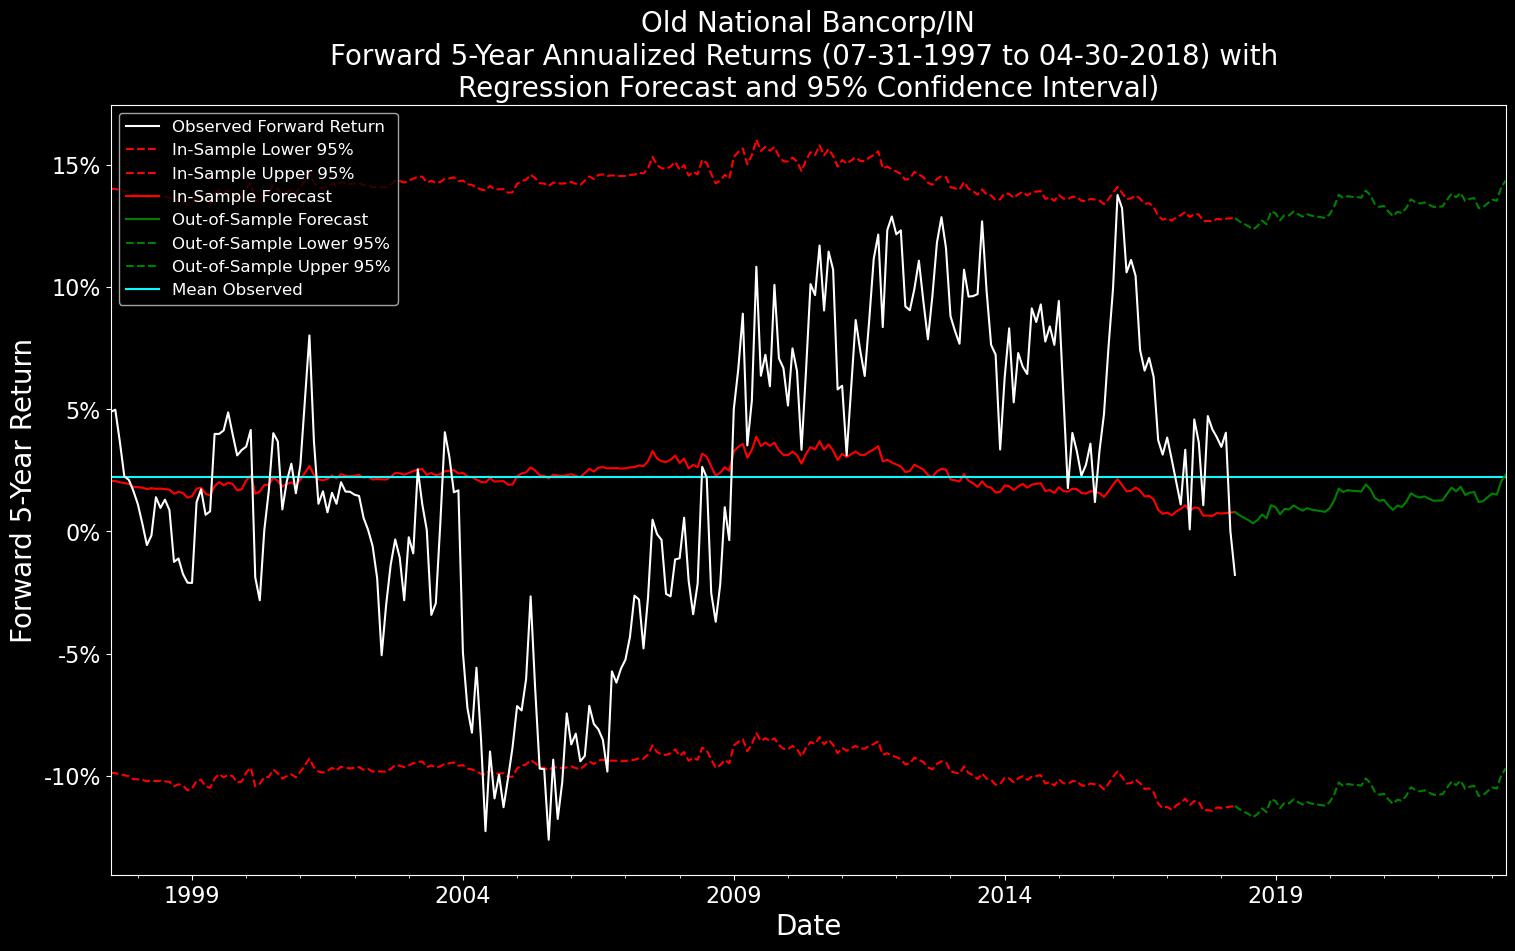 Old National Bancorp/IN
Forward 5-Year Annualized Returns (07-31-1997 to 04-30-2018) with
Regression Forecast and 95% Confidence Interval)
Observed Forward Return
In-Sample Lower 95%
In-Sample Upper 95%
In-Sample Forecast
Out-of-Sample Forecast
Out-of-Sample Lower 95%
Out-of-Sample Upper 95%
Mean Observed
Forward 5-Year Return
15%
10%
5%
0%
-5%
-10%
1999
2004
2009
2014
2019
Date